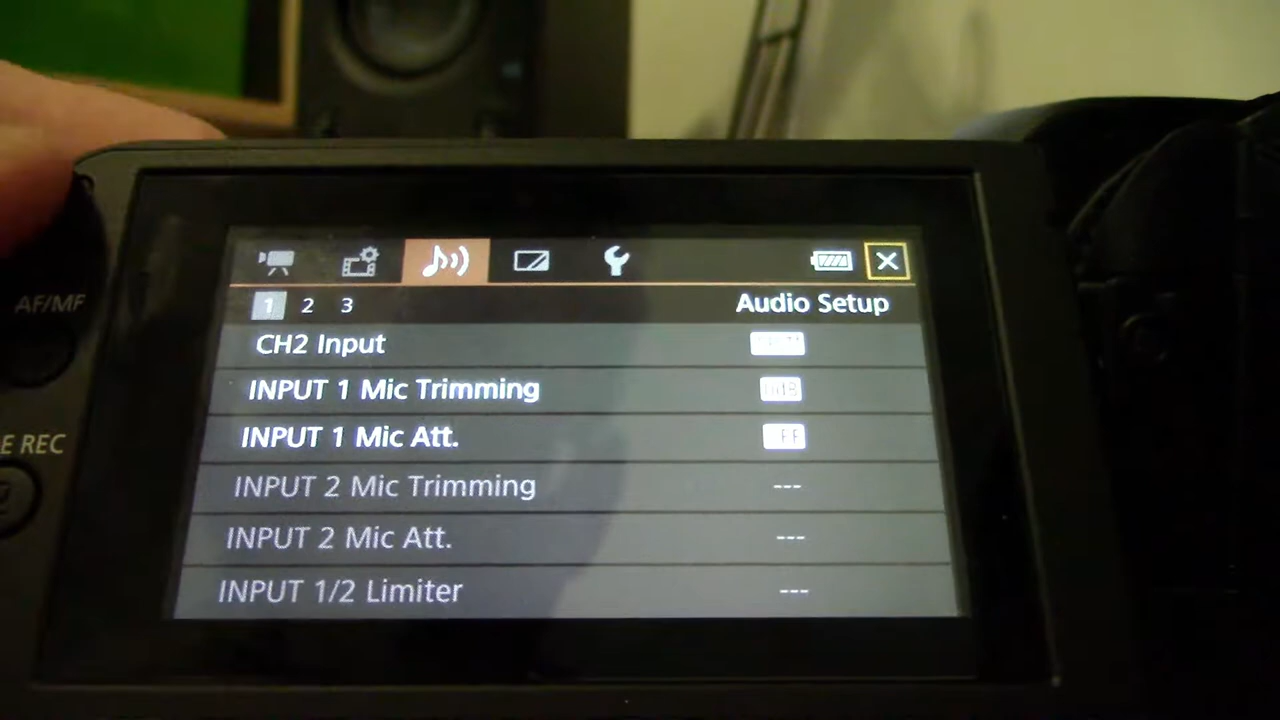 AF/MF
E REC
1 2 3 Audio Setup
CH2 Input
INPUT 1 Mic Trimming 0dB
INPUT 1 Mic Att.
INPUT 2 Mic Trimming ---
INPUT 2 Mic Att. ---
INPUT 1/2 Limiter ---